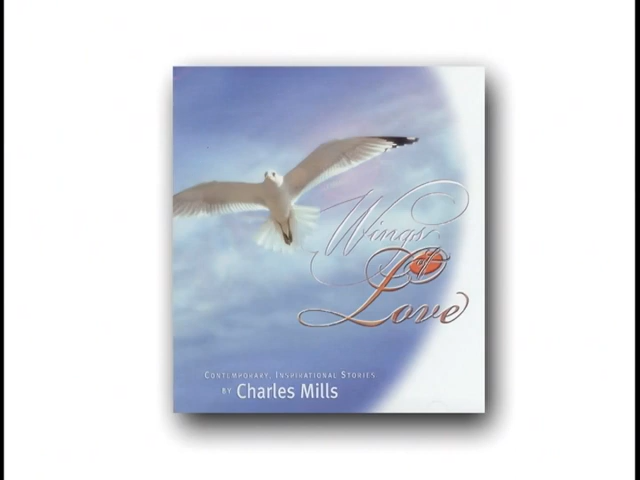 Wings
of
Love
CONTEMPORARY, INSPIRATIONAL STORIES
BY Charles Mills